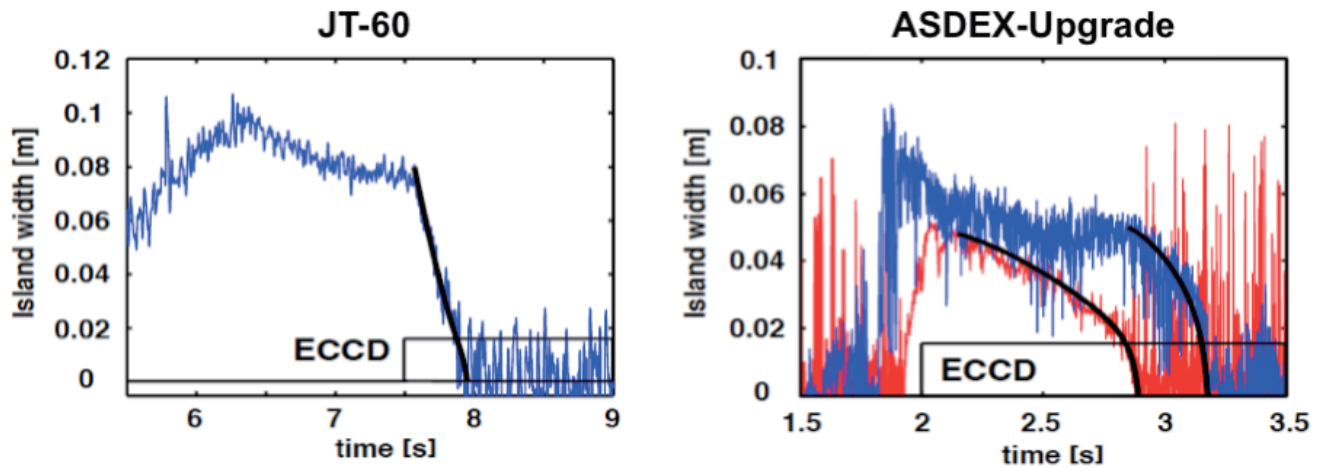 JT-60
0.12
0.1
0.08
0.06
0.04
0.02
0
Island width [m]
ECCD
6 7 8 9
time [s]
ASDEX-Upgrade
0.1
0.08
0.06
0.04
0.02
0
Island width [m]
ECCD
1.5 2 2.5 3 3.5
time [s]